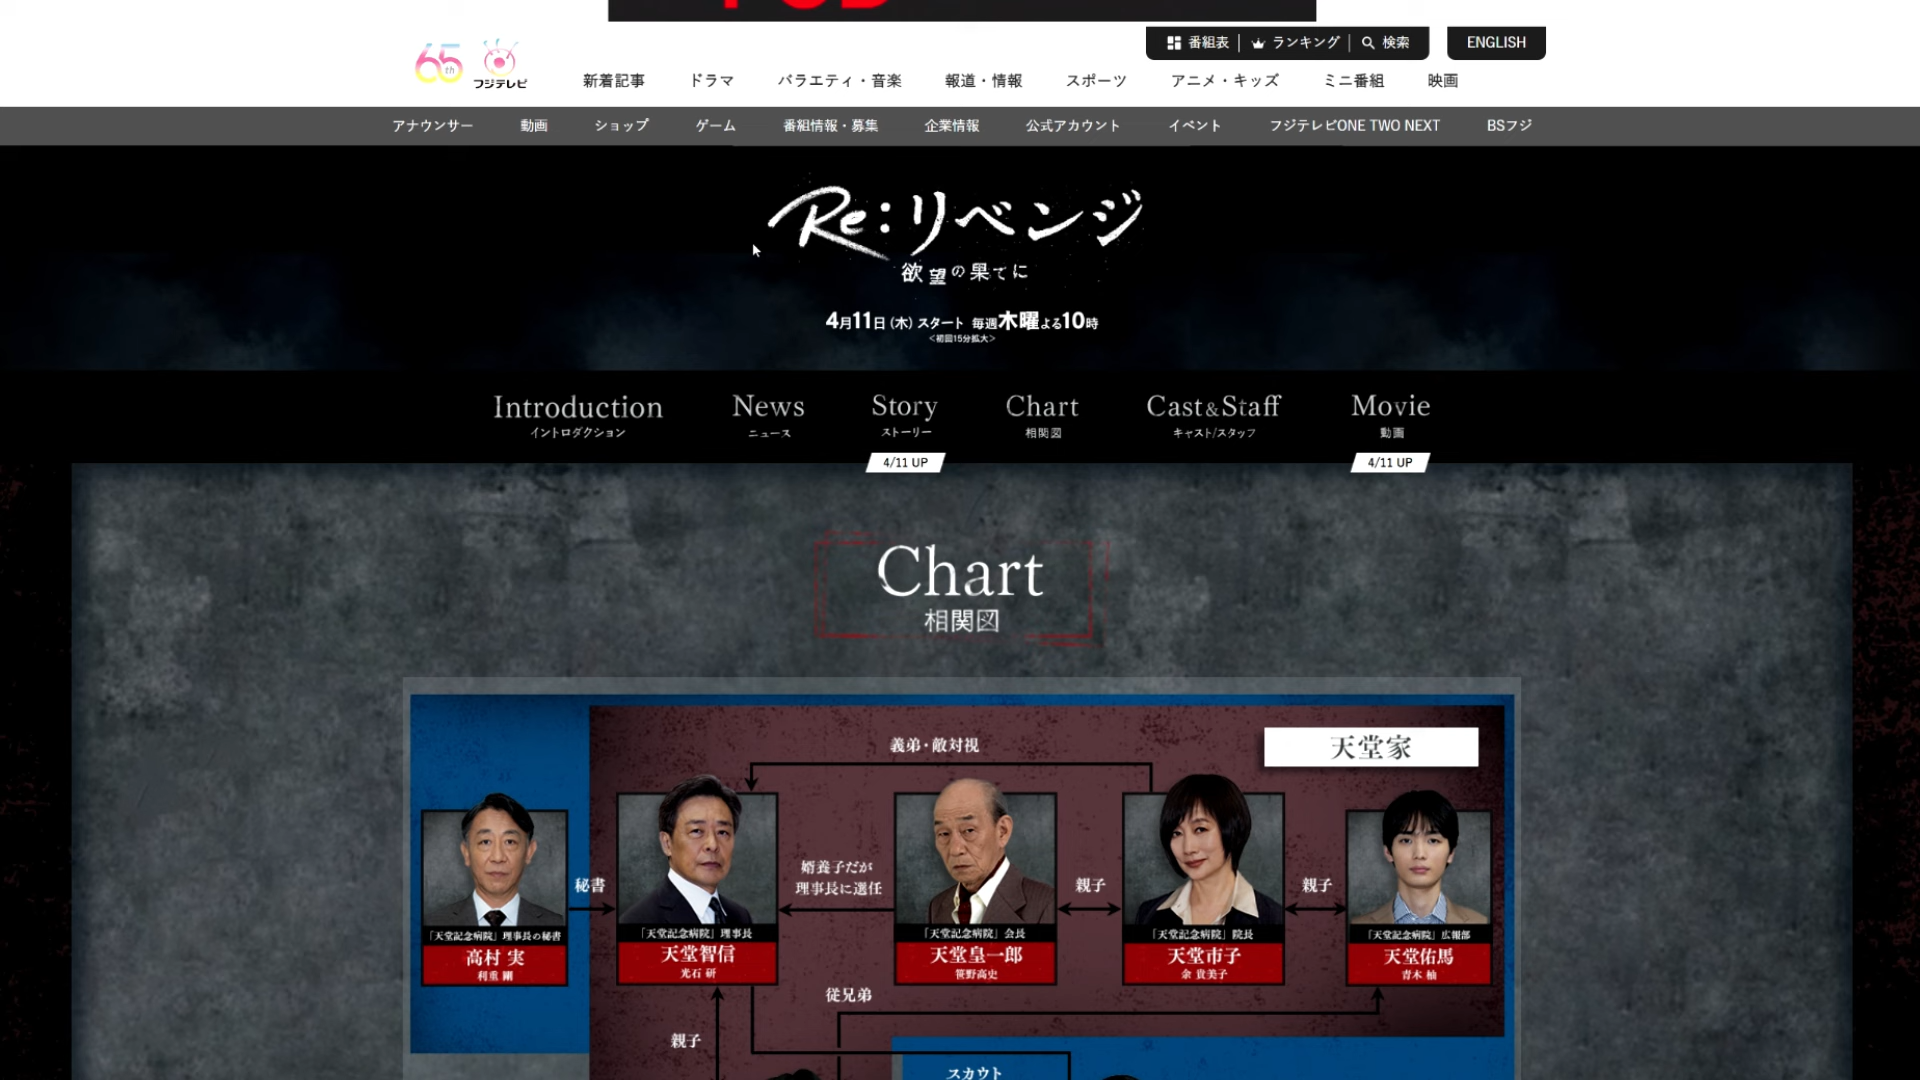 65th フジテレビ
番組表 ランキング 検索 ENGLISH
新着記事 ドラマ バラエティ・音楽 報道・情報 スポーツ アニメ・キッズ ミニ番組 映画
アナウンサー 動画 ショップ ゲーム 番組情報・募集 企業情報 公式アカウント イベント フジテレビONE TWO NEXT BSフジ
Re:リベンジ
欲望の果てに
4月11日(木)スタート 毎週木曜よる10時
<初回15分拡大>
Introduction News Story Chart Cast&Staff Movie
イントロダクション ニュース ストーリー 相関図 キャスト/スタッフ 動画
4/11 UP 4/11 UP
Chart
相関図
天堂家
義弟・敵対視
婿養子だが
理事長に選任
秘書 親子 親子
「天堂記念病院」理事長の秘書 「天堂記念病院」理事長 「天堂記念病院」会長 「天堂記念病院」院長 「天堂記念病院」広報部
高村 実 天堂智信 天堂皇一郎 天堂市子 天堂佑馬
利重 剛 光石 研 笹野高史 余 貴美子 青木 柚
従兄弟
親子
スカウト